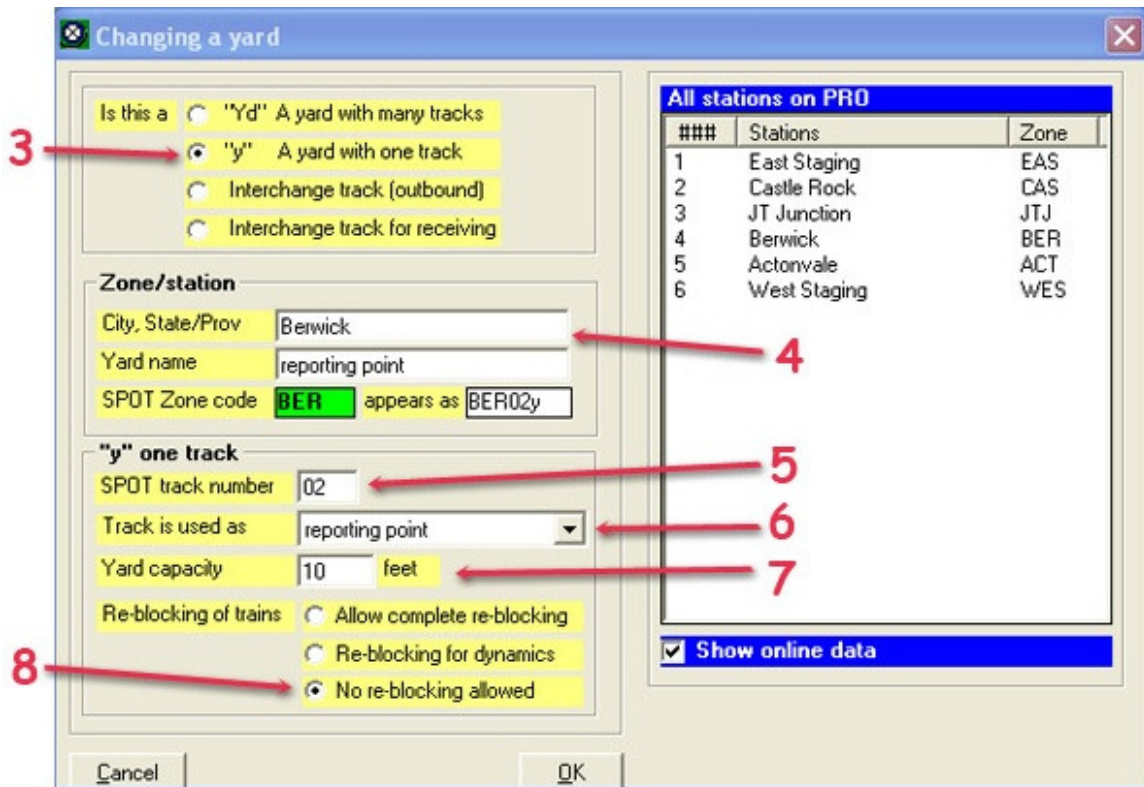 Changing a yard
Is this a "Yd" A yard with many tracks
3 "y" A yard with one track
Interchange track (outbound)
Interchange track for receiving
Zone/station
City, State/Prov Berwick
4
Yard name reporting point
SPOT Zone code BER appears as BER02y
"y" one track
SPOT track number 02 5
Track is used as reporting point 6
Yard capacity 10 feet 7
Re-blocking of trains Allow complete re-blocking
Re-blocking for dynamics
8 No re-blocking allowed
Cancel OK
All stations on PRO
### Stations Zone
1 East Staging EAS
2 Castle Rock CAS
3 JT Junction JTJ
4 Berwick BER
5 Actonvale ACT
6 West Staging WES
Show online data